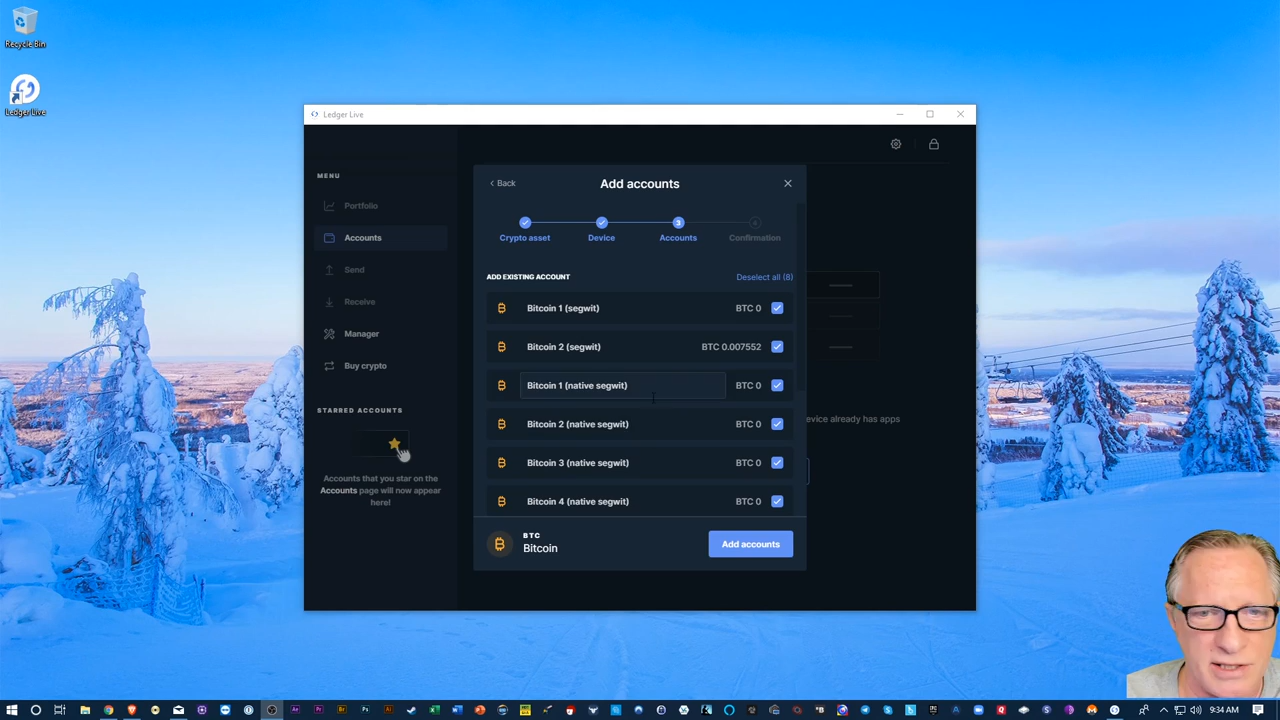 Recycle Bin
Ledger Live
Ledger Live
MENU
Portfolio
Accounts
Send
Receive
Manager
Buy crypto
STARRED ACCOUNTS
Accounts that you star on the
Accounts page will now appear
here!
Back
Add accounts
3
4
Crypto asset
Device
Accounts
Confirmation
ADD EXISTING ACCOUNT
Deselect all (8)
Bitcoin 1 (segwit)
BTC 0
Bitcoin 2 (segwit)
BTC 0.007552
Bitcoin 1 (native segwit)
BTC 0
Bitcoin 2 (native segwit)
BTC 0
Bitcoin 3 (native segwit)
BTC 0
Bitcoin 4 (native segwit)
BTC 0
evice already has apps
BTC
Bitcoin
Add accounts
9:34 AM